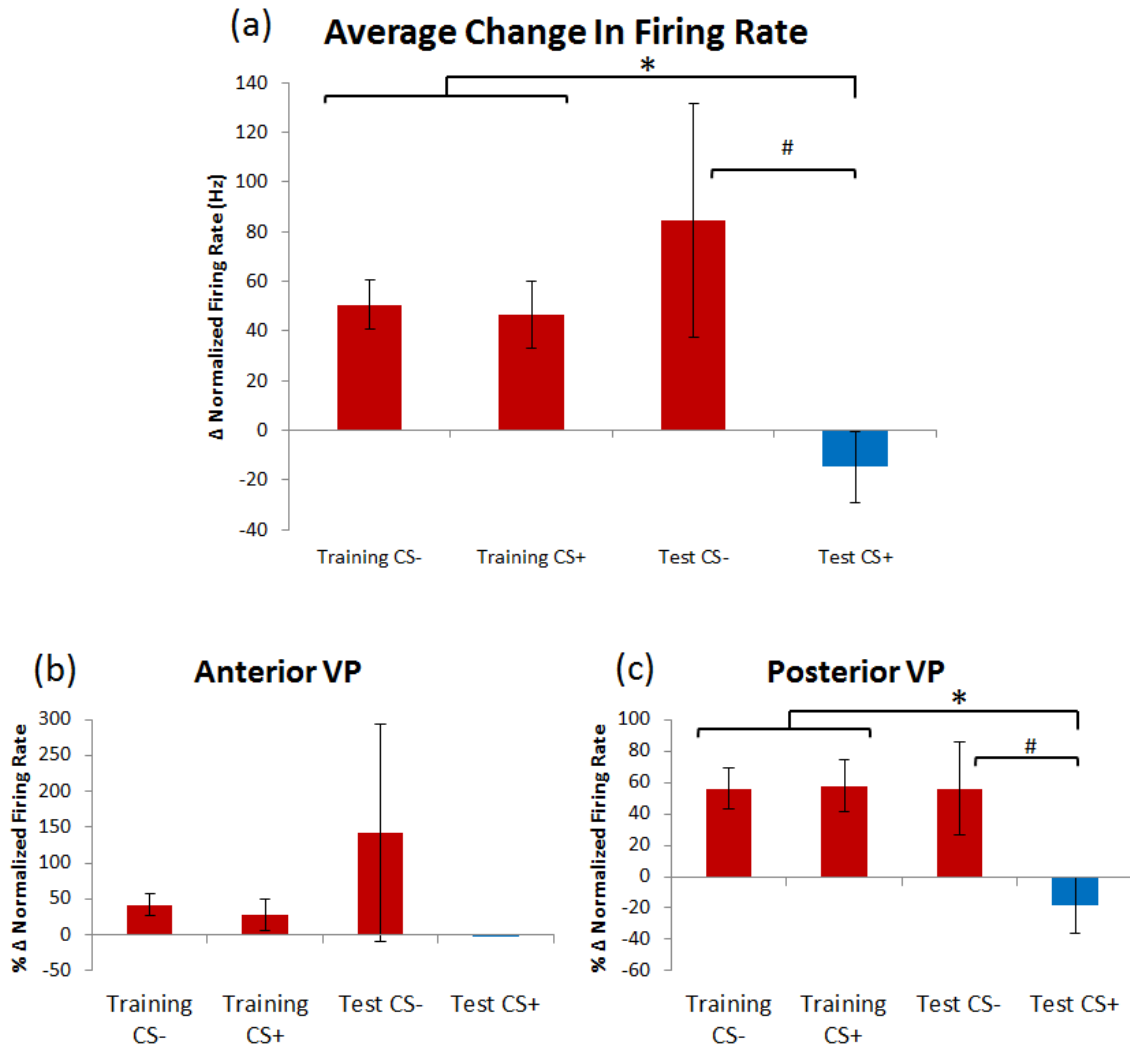 (a) Average Change In Firing Rate
*
#
Δ Normalized Firing Rate (Hz)
140
120
100
80
60
40
20
0
-20
-40
Training CS- Training CS+ Test CS- Test CS+
(b) Anterior VP
% Δ Normalized Firing Rate
300
250
200
150
100
50
0
-50
Training Training Test CS- Test CS+
CS- CS+
(c) Posterior VP
*
#
% Δ Normalized Firing Rate
100
80
60
40
20
0
-20
-40
-60
Training Training Test CS- Test CS+
CS- CS+